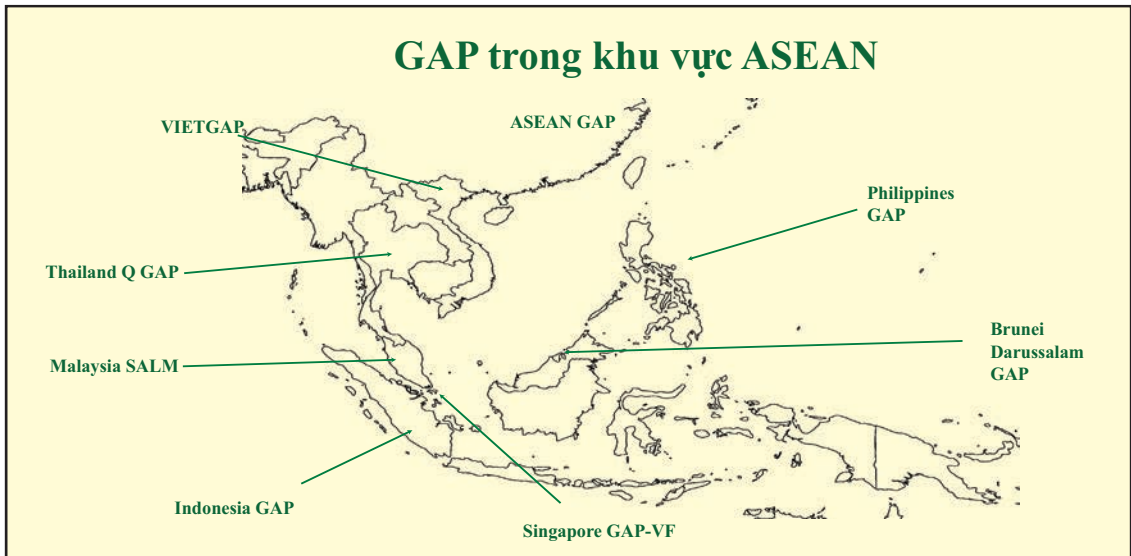 GAP trong khu vực ASEAN
VIETGAP
ASEAN GAP
Philippines
GAP
Thailand Q GAP
Brunei
Darussalam
GAP
Malaysia SALM
Indonesia GAP
Singapore GAP-VF